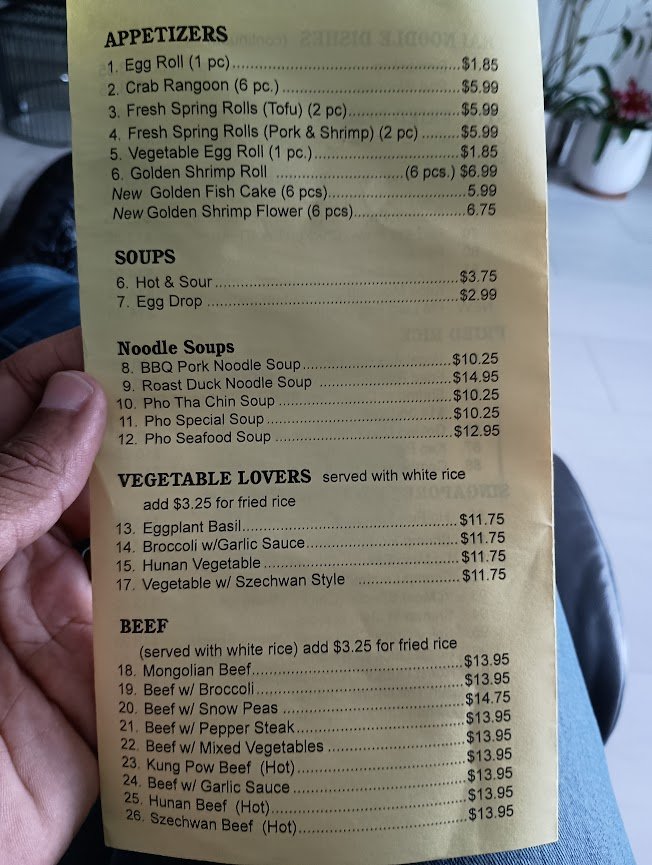 APPETIZERS
1. Egg Roll (1 pc)..........$1.85
2. Crab Rangoon (6 pc.)..........$5.99
3. Fresh Spring Rolls (Tofu) (2 pc)..........$5.99
4. Fresh Spring Rolls (Pork & Shrimp) (2 pc) ..........$5.99
5. Vegetable Egg Roll (1 pc.)..........$1.85
6. Golden Shrimp Roll ..........(6 pcs.) $6.99
New Golden Fish Cake (6 pcs)..........5.99
New Golden Shrimp Flower (6 pcs)..........6.75
SOUPS
6. Hot & Sour..........$3.75
7. Egg Drop ..........$2.99
Noodle Soups
8. BBQ Pork Noodle Soup..........$10.25
9. Roast Duck Noodle Soup ..........$14.95
10. Pho Tha Chin Soup ..........$10.25
11. Pho Special Soup..........$10.25
12. Pho Seafood Soup ..........$12.95
VEGETABLE LOVERS served with white rice
add $3.25 for fried rice
13. Eggplant Basil..........$11.75
14. Broccoli w/Garlic Sauce..........$11.75
15. Hunan Vegetable..........$11.75
17. Vegetable w/ Szechwan Style ..........$11.75
BEEF
(served with white rice) add $3.25 for fried rice
18. Mongolian Beef..........$13.95
19. Beef w/ Broccoli..........$13.95
20. Beef w/ Snow Peas ..........$14.75
21. Beef w/ Pepper Steak..........$13.95
22. Beef w/ Mixed Vegetables ..........$13.95
23. Kung Pow Beef (Hot)..........$13.95
24. Beef w/ Garlic Sauce ..........$13.95
25. Hunan Beef (Hot)..........$13.95
26. Szechwan Beef (Hot)..........$13.95